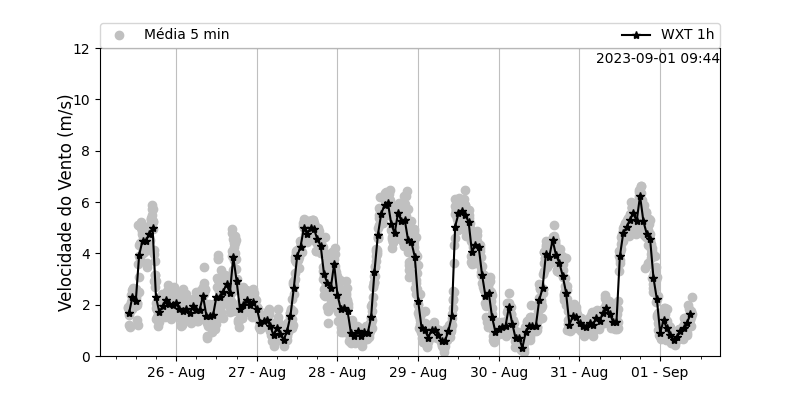 Média 5 min
WXT 1h
2023-09-01 09:44
Velocidade do Vento (m/s)
12
10
8
6
4
2
0
26 - Aug
27 - Aug
28 - Aug
29 - Aug
30 - Aug
31 - Aug
01 - Sep